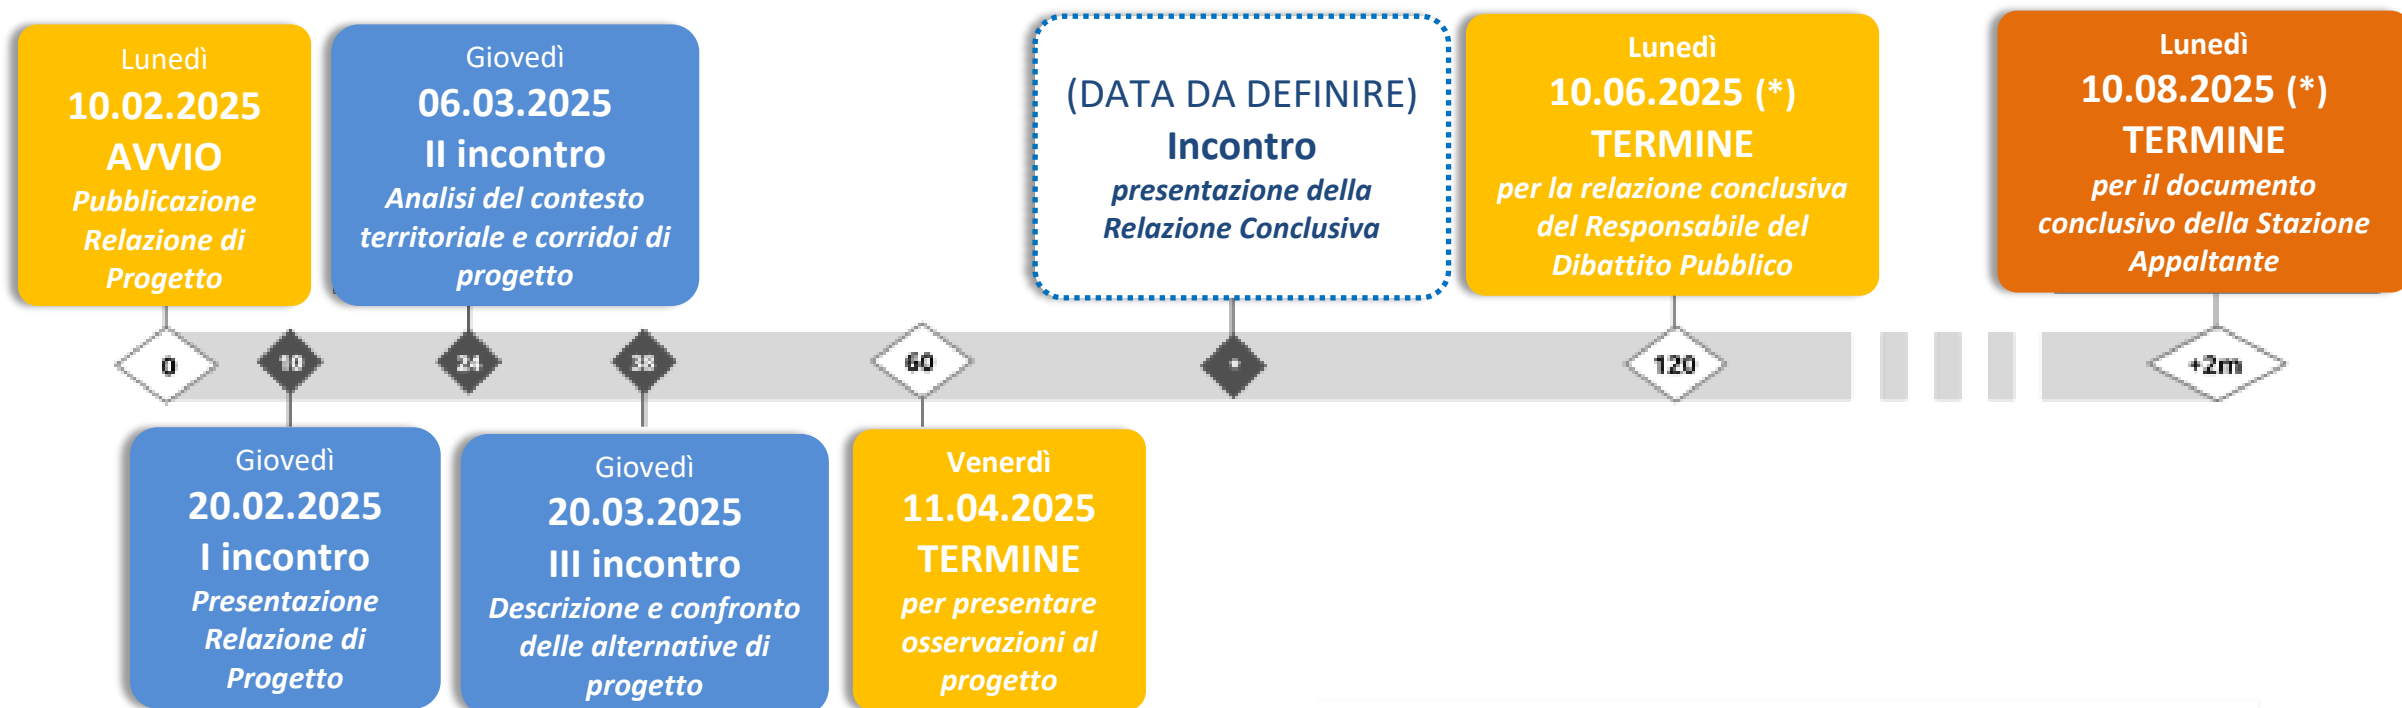 Lunedì
10.02.2025
AVVIO
Pubblicazione
Relazione di
Progetto
Giovedì
06.03.2025
II incontro
Analisi del contesto
territoriale e corridoi di
progetto
(DATA DA DEFINIRE)
Incontro
presentazione della
Relazione Conclusiva
Lunedì
10.06.2025 (*)
TERMINE
per la relazione conclusiva
del Responsabile del
Dibattito Pubblico
Lunedì
10.08.2025 (*)
TERMINE
per il documento
conclusivo della Stazione
Appaltante
0
10
24
38
60
120
+2m
Giovedì
20.02.2025
I incontro
Presentazione
Relazione di
Progetto
Giovedì
20.03.2025
III incontro
Descrizione e confronto
delle alternative di
progetto
Venerdì
11.04.2025
TERMINE
per presentare
osservazioni al
progetto